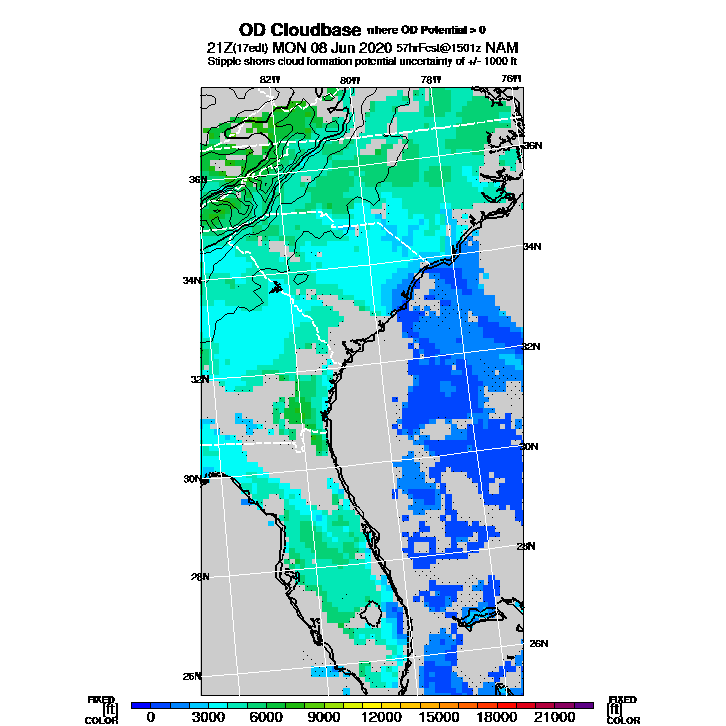 OD Cloudbase where OD Potential > 0
21Z(17edt) MON 08 Jun 2020 57hrFcst@1501z NAM
Stipple shows cloud formation potential uncertainty of +/- 1000 ft
82W 80W 78W 76W
36N
36N
34N
34N
32N
32N
30N
30N
28N
28N
26N
26N
FIXED FIXED
[ft] [ft]
COLOR COLOR
0 3000 6000 9000 12000 15000 18000 21000